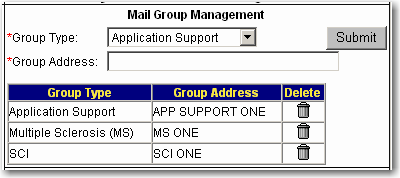 Mail Group Management
*Group Type: Application Support Submit
*Group Address:
Group Type Group Address Delete
Application Support APP SUPPORT ONE
Multiple Sclerosis (MS) MS ONE
SCI SCI ONE